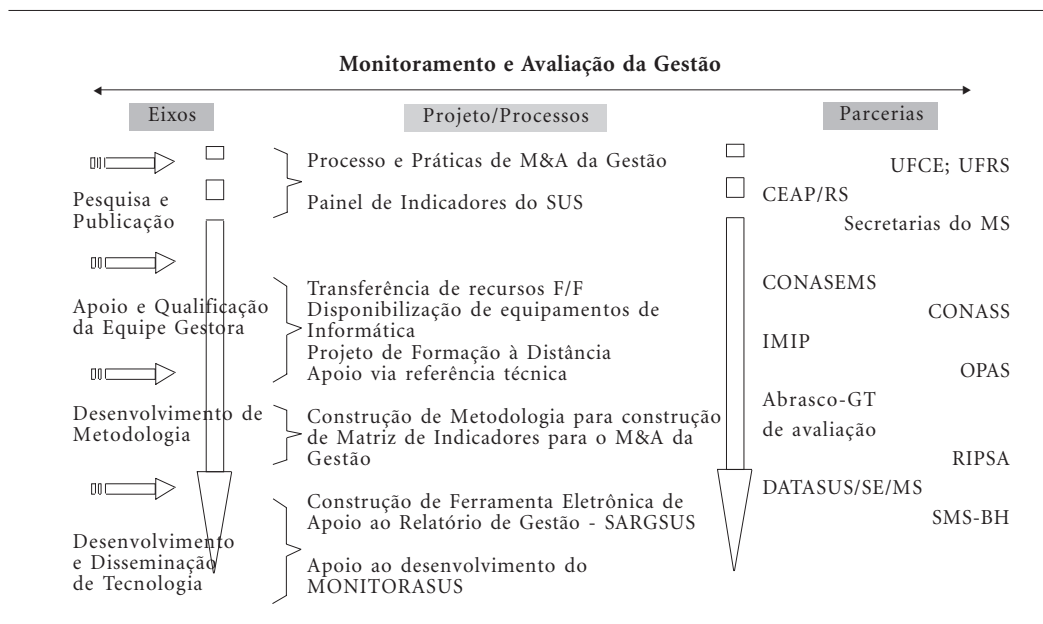 Monitoramento e Avaliação da Gestão
Eixos
Projeto/Processos
Parcerias
Pesquisa e
Publicação
Processo e Práticas de M&A da Gestão
Painel de Indicadores do SUS
Apoio e Qualificação
da Equipe Gestora
Transferência de recursos F/F
Disponibilização de equipamentos de
Informática
Projeto de Formação à Distância
Apoio via referência técnica
Desenvolvimento de
Metodologia
Construção de Metodologia para construção
de Matriz de Indicadores para o M&A da
Gestão
Desenvolvimento
e Disseminação
de Tecnologia
Construção de Ferramenta Eletrônica de
Apoio ao Relatório de Gestão - SARGSUS
Apoio ao desenvolvimento do
MONITORASUS
UFCE; UFRS
CEAP/RS
Secretarias do MS
CONASEMS
CONASS
IMIP
OPAS
Abrasco-GT
de avaliação
RIPSA
DATASUS/SE/MS
SMS-BH